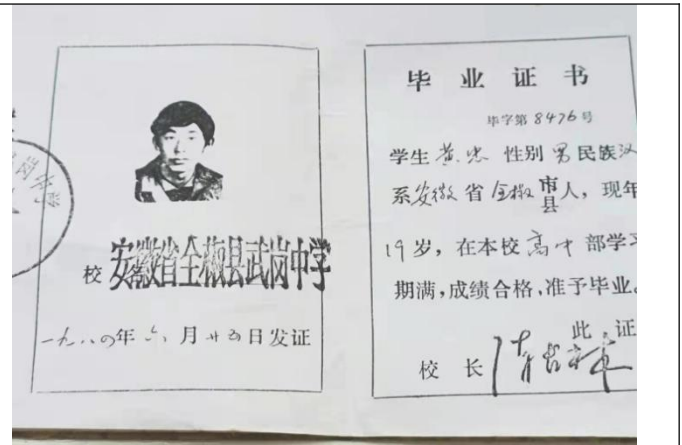 校 安徽省全椒县武岗中学
一九八〇年六月廿五日发证
毕业证书
毕字第8476号
学生黄忠 性别男民族汉
系安徽省全椒市县人，现年
19岁，在本校高中部学习
期满，成绩合格，准予毕业。
此证
校长